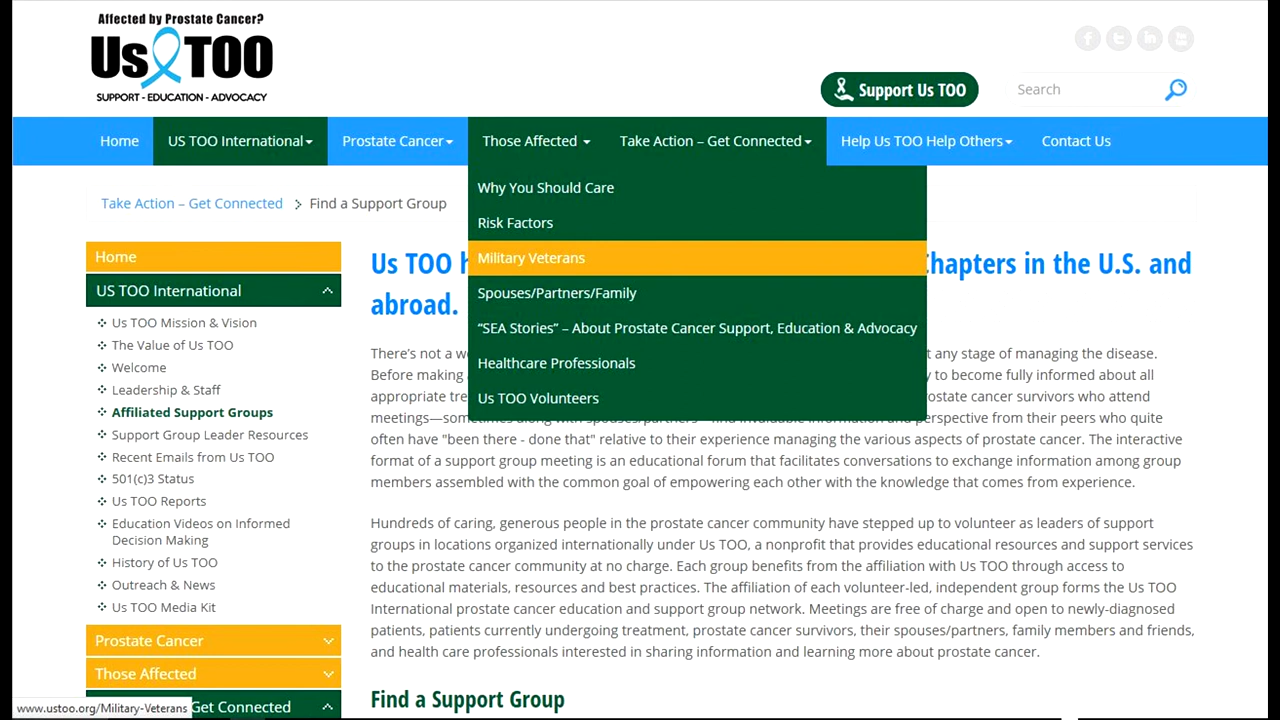 Affected by Prostate Cancer?
Us TOO
SUPPORT - EDUCATION - ADVOCACY
Support Us TOO
Search
Home
US TOO International
Prostate Cancer
Those Affected
Take Action – Get Connected
Help Us TOO Help Others
Contact Us
Why You Should Care
Risk Factors
Military Veterans
Spouses/Partners/Family
“SEA Stories” – About Prostate Cancer Support, Education & Advocacy
Healthcare Professionals
Us TOO Volunteers
Take Action – Get Connected > Find a Support Group
Home
US TOO International
Us TOO Mission & Vision
The Value of Us TOO
Welcome
Leadership & Staff
Affiliated Support Groups
Support Group Leader Resources
Recent Emails from Us TOO
501(c)3 Status
Us TOO Reports
Education Videos on Informed
Decision Making
History of Us TOO
Outreach & News
Us TOO Media Kit
Prostate Cancer
Those Affected
Get Connected
www.ustoo.org/Military-Veterans
Us TOO Chapters in the U.S. and
abroad.
There's not a at any stage of managing the disease.
Before making to become fully informed about all
appropriate prostate cancer survivors who attend
meetings—sometimes along with spouses/partners—find invaluable information and perspective from their peers who quite
often have "been there - done that" relative to their experience managing the various aspects of prostate cancer. The interactive
format of a support group meeting is an educational forum that facilitates conversations to exchange information among group
members assembled with the common goal of empowering each other with the knowledge that comes from experience.
Hundreds of caring, generous people in the prostate cancer community have stepped up to volunteer as leaders of support
groups in locations organized internationally under Us TOO, a nonprofit that provides educational resources and support services
to the prostate cancer community at no charge. Each group benefits from the affiliation with Us TOO through access to
educational materials, resources and best practices. The affiliation of each volunteer-led, independent group forms the Us TOO
International prostate cancer education and support group network. Meetings are free of charge and open to newly-diagnosed
patients, patients currently undergoing treatment, prostate cancer survivors, their spouses/partners, family members and friends,
and health care professionals interested in sharing information and learning more about prostate cancer.
Find a Support Group